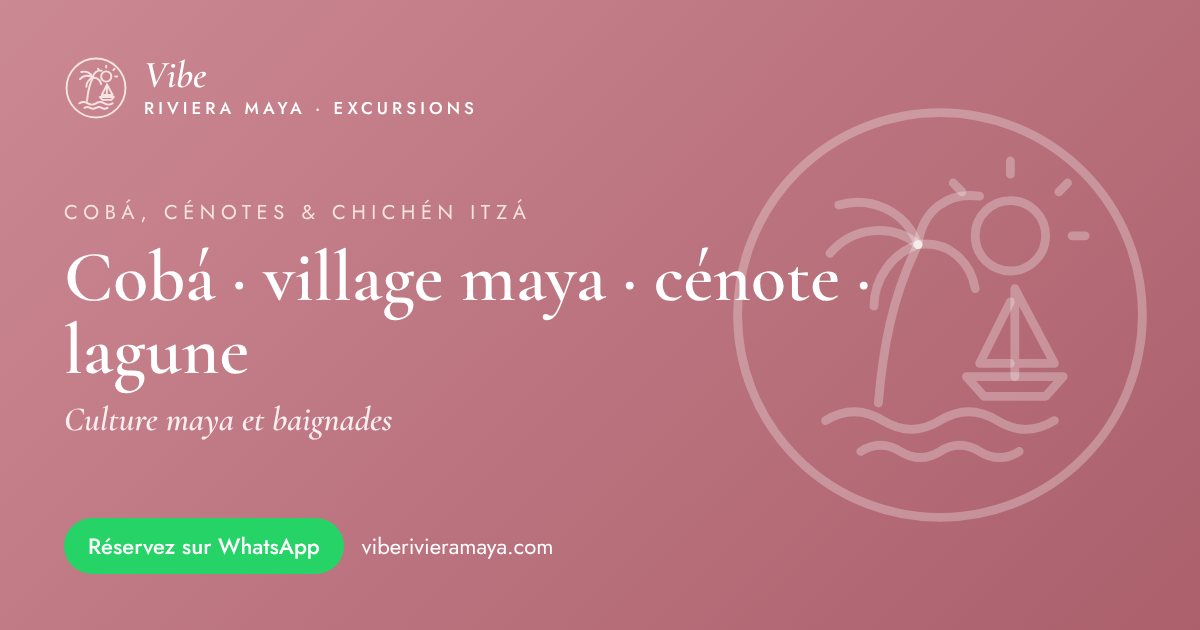 Vibe
RIVIERA MAYA · EXCURSIONS
COBÁ, CÉNOTES & CHICHÉN ITZÁ
Cobá · village maya · cénote ·
lagune
Culture maya et baignades
Réservez sur WhatsApp
viberivieramaya.com